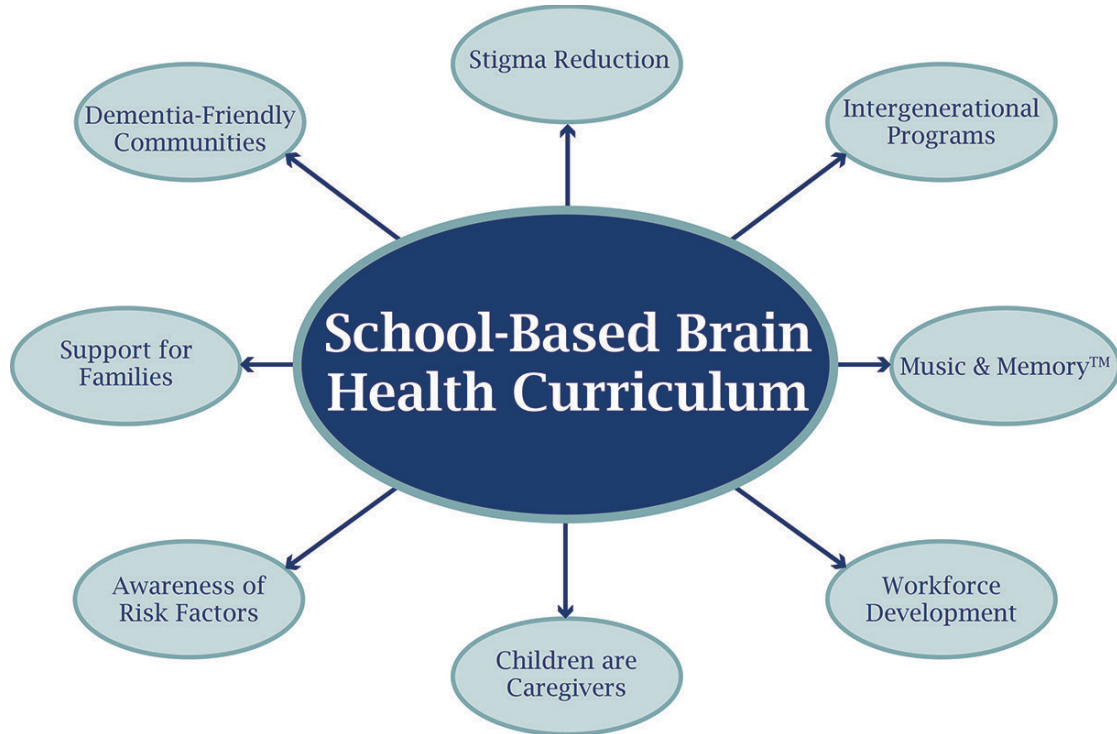 Stigma Reduction
Dementia-Friendly
Communities
Intergenerational
Programs
School-Based Brain
Health Curriculum
Support for
Families
Music & Memory™
Awareness of
Risk Factors
Workforce
Development
Children are
Caregivers